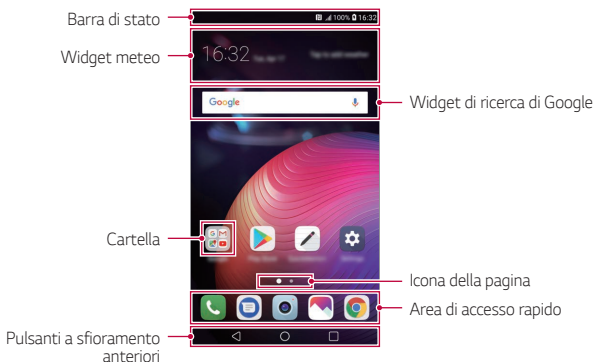 Barra di stato
100% 16:32
Widget meteo
16:32
Google
Widget di ricerca di Google
Cartella
Icona della pagina
Area di accesso rapido
Pulsanti a sfioramento
anteriori